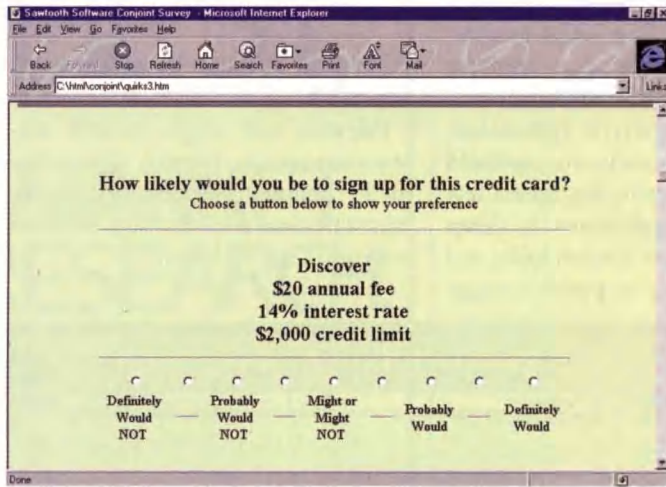 Sawtooth Software Conjoint Survey - Microsoft Internet Explorer
File Edit View Go Favorites Help
Back Forward Stop Refresh Home Search Favorites Print Font Mail
Address C:\html\conjoint\quirks3.htm Links
How likely would you be to sign up for this credit card?
Choose a button below to show your preference
Discover
$20 annual fee
14% interest rate
$2,000 credit limit
Definitely Would NOT
Probably Would NOT
Might or Might NOT
Probably Would
Definitely Would
Done